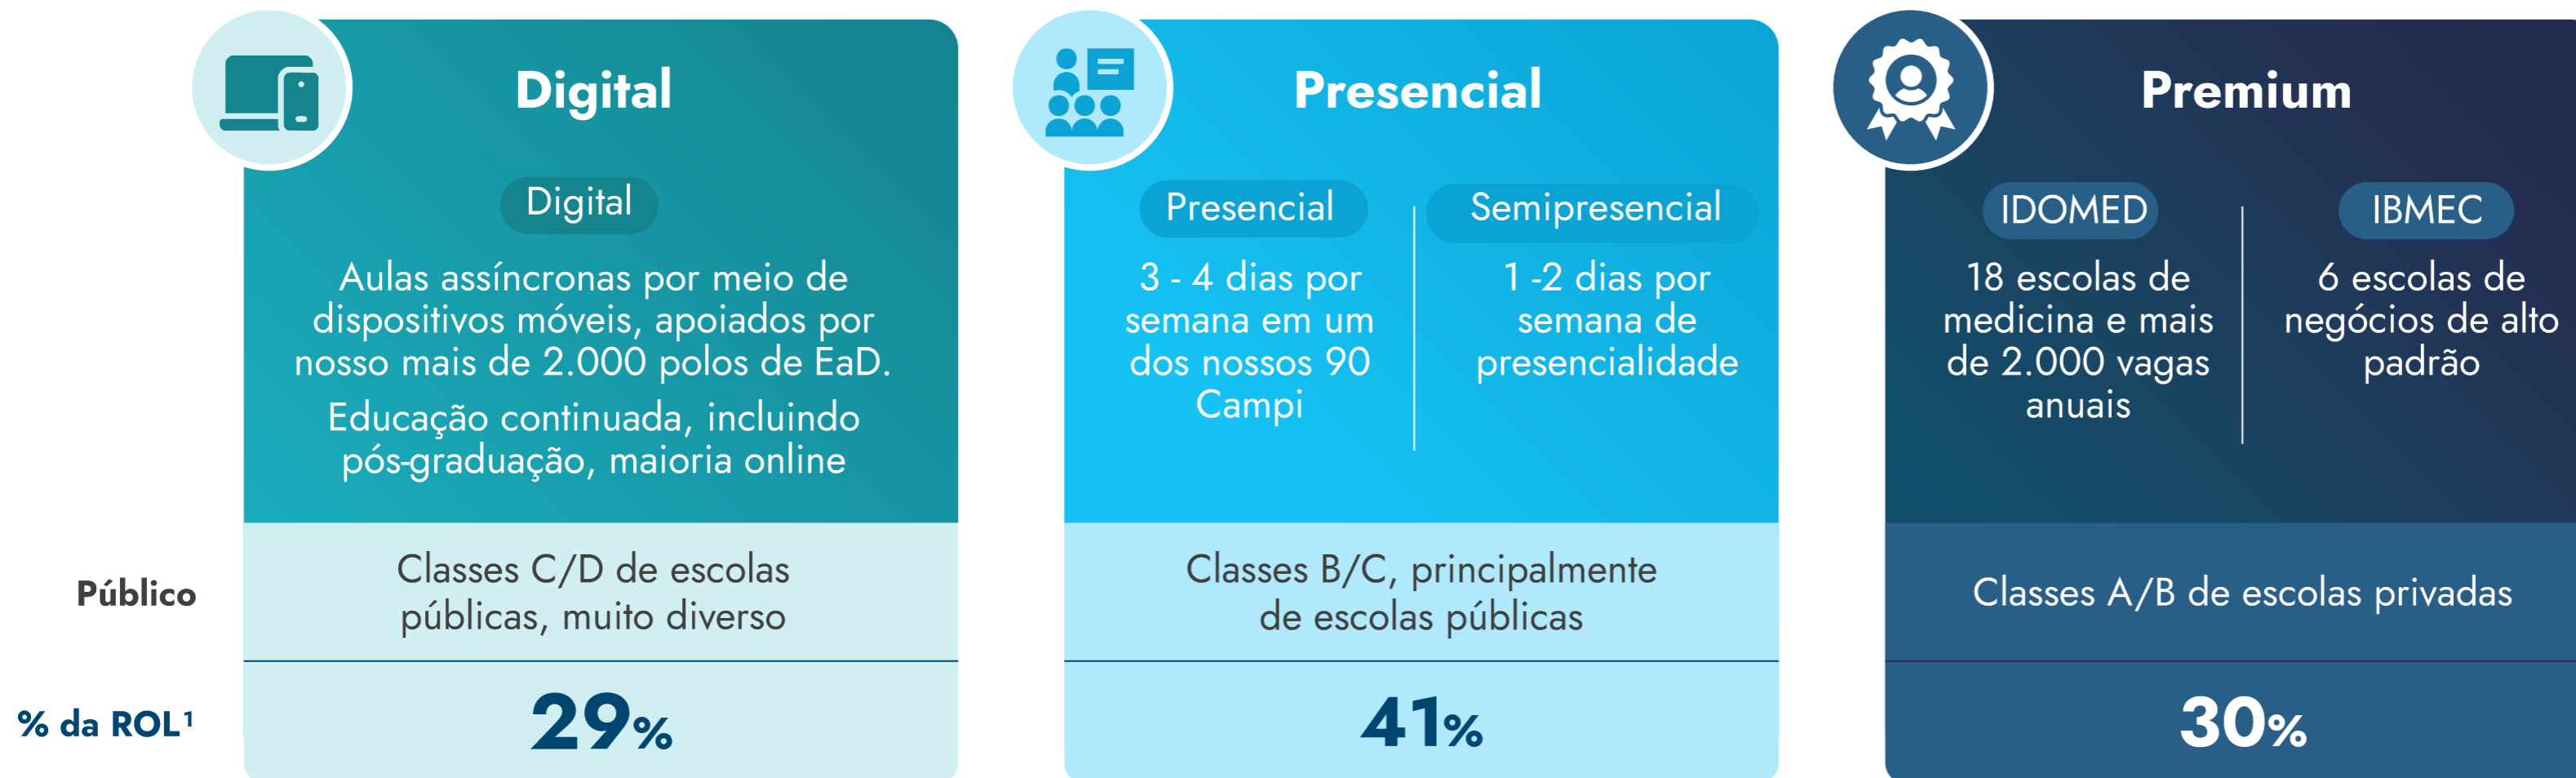 Digital
Digital
Aulas assíncronas por meio de
dispositivos móveis, apoiados por
nosso mais de 2.000 polos de EaD.
Educação continuada, incluindo
pós-graduação, maioria online
Presencial
Presencial
3 - 4 dias por
semana em um
dos nossos 90
Campi
Semipresencial
1 -2 dias por
semana de
presencialidade
Premium
IDOMED
18 escolas de
medicina e mais
de 2.000 vagas
anuais
IBMEC
6 escolas de
negócios de alto
padrão
Público
Classes C/D de escolas
públicas, muito diverso
Classes B/C, principalmente
de escolas públicas
Classes A/B de escolas privadas
% da ROL¹
29%
41%
30%